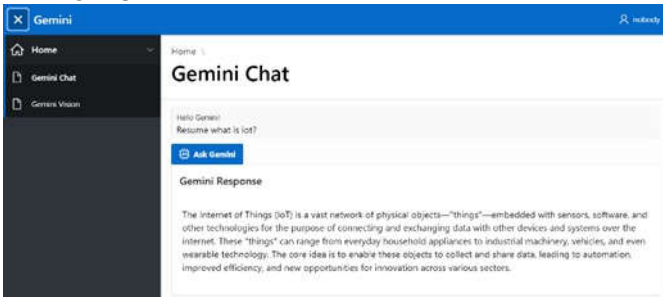 Gemini
nobody
Home
Home \
Gemini Chat
Gemini Chat
Gemini Vision
Hello Gemini!
Resume what is iot?
Ask Gemini
Gemini Response
The Internet of Things (IoT) is a vast network of physical objects—"things"—embedded with sensors, software, and
other technologies for the purpose of connecting and exchanging data with other devices and systems over the
internet. These "things" can range from everyday household appliances to industrial machinery, vehicles, and even
wearable technology. The core idea is to enable these objects to collect and share data, leading to automation,
improved efficiency, and new opportunities for innovation across various sectors.